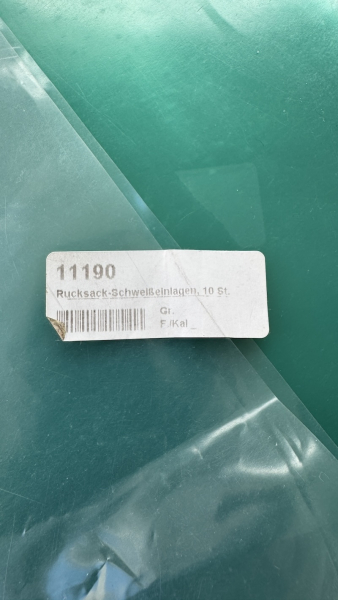 11190
Rucksack-Schweißeinlagen, 10 St.
Gr.
F./Kal _